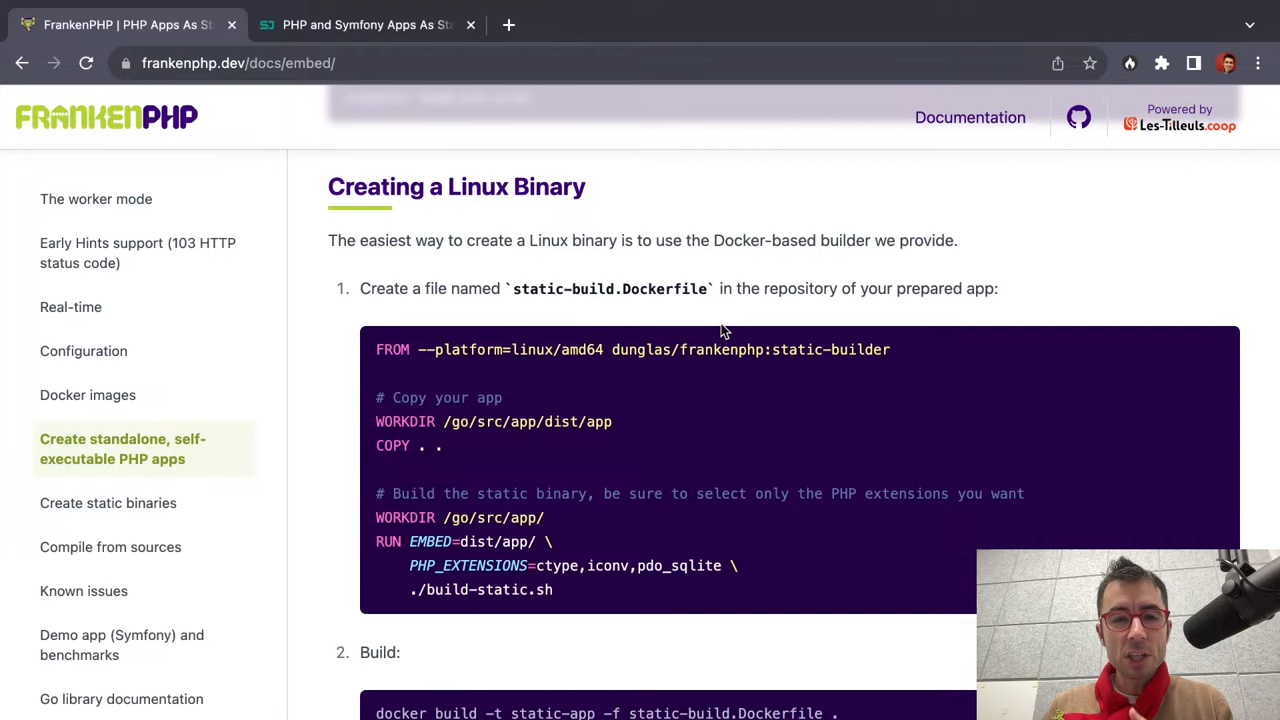 FrankenPHP | PHP Apps As St
PHP and Symfony Apps As Sta
frankenphp.dev/docs/embed/
FRANKENPHP
Documentation
Powered by
Les-Tilleuls.coop
The worker mode
Early Hints support (103 HTTP
status code)
Real-time
Configuration
Docker images
Create standalone, self-
executable PHP apps
Create static binaries
Compile from sources
Known issues
Demo app (Symfony) and
benchmarks
Go library documentation
Creating a Linux Binary
The easiest way to create a Linux binary is to use the Docker-based builder we provide.
1. Create a file named `static-build.Dockerfile` in the repository of your prepared app:
FROM --platform=linux/amd64 dunglas/frankenphp:static-builder
# Copy your app
WORKDIR /go/src/app/dist/app
COPY . .
# Build the static binary, be sure to select only the PHP extensions you want
WORKDIR /go/src/app/
RUN EMBED=dist/app/ \
PHP_EXTENSIONS=ctype,iconv,pdo_sqlite \
./build-static.sh
2. Build:
docker build -t static-app -f static-build.Dockerfile .